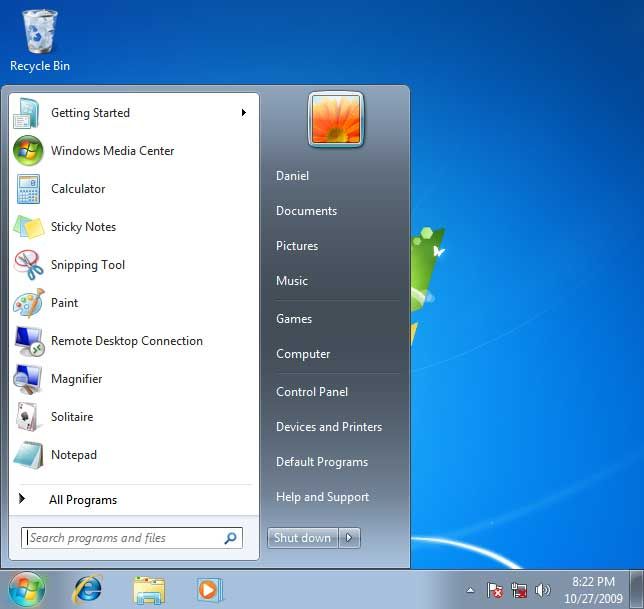 Recycle Bin
Getting Started
Windows Media Center
Calculator
Sticky Notes
Snipping Tool
Paint
Remote Desktop Connection
Magnifier
Solitaire
Notepad
All Programs
Search programs and files
Daniel
Documents
Pictures
Music
Games
Computer
Control Panel
Devices and Printers
Default Programs
Help and Support
Shut down
8:22 PM
10/27/2009